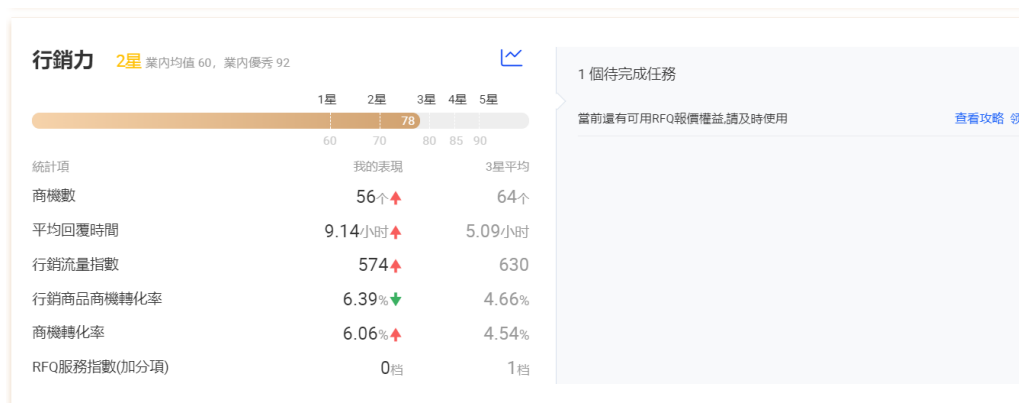 行銷力 2星 業内均值 60，業内優秀 92
1星 2星 3星 4星 5星
78
60 70 80 85 90
統計項 我的表現 3星平均
商機數 56个 64个
平均回覆時間 9.14小时 5.09小时
行銷流量指數 574 630
行銷商品商機轉化率 6.39% 4.66%
商機轉化率 6.06% 4.54%
RFQ服務指數(加分項) 0档 1档
1 個待完成任務
當前還有可用RFQ報價權益,請及時使用 查看攻略